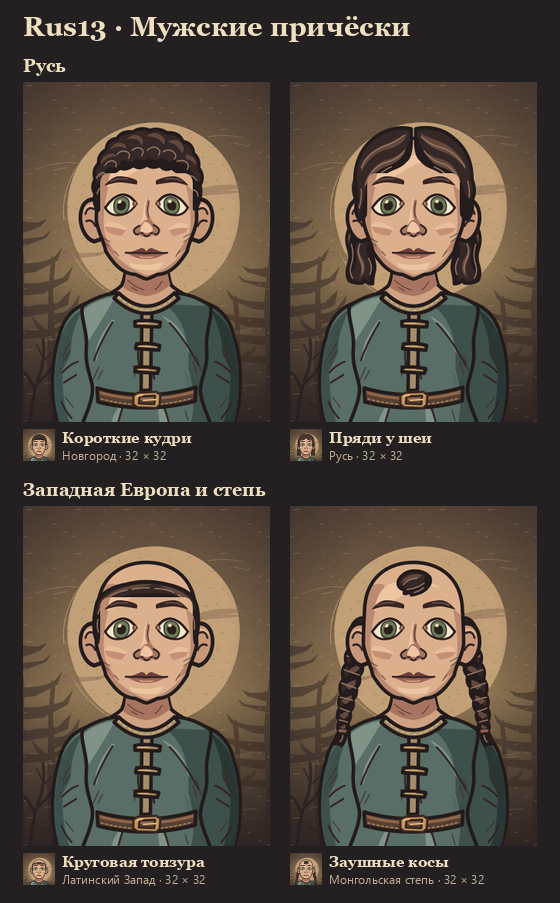 Rus13 · Мужские причёски
Русь
Короткие кудри
Новгород · 32 × 32
Пряди у шеи
Русь · 32 × 32
Западная Европа и степь
Круговая тонзура
Латинский Запад · 32 × 32
Заушные косы
Монгольская степь · 32 × 32